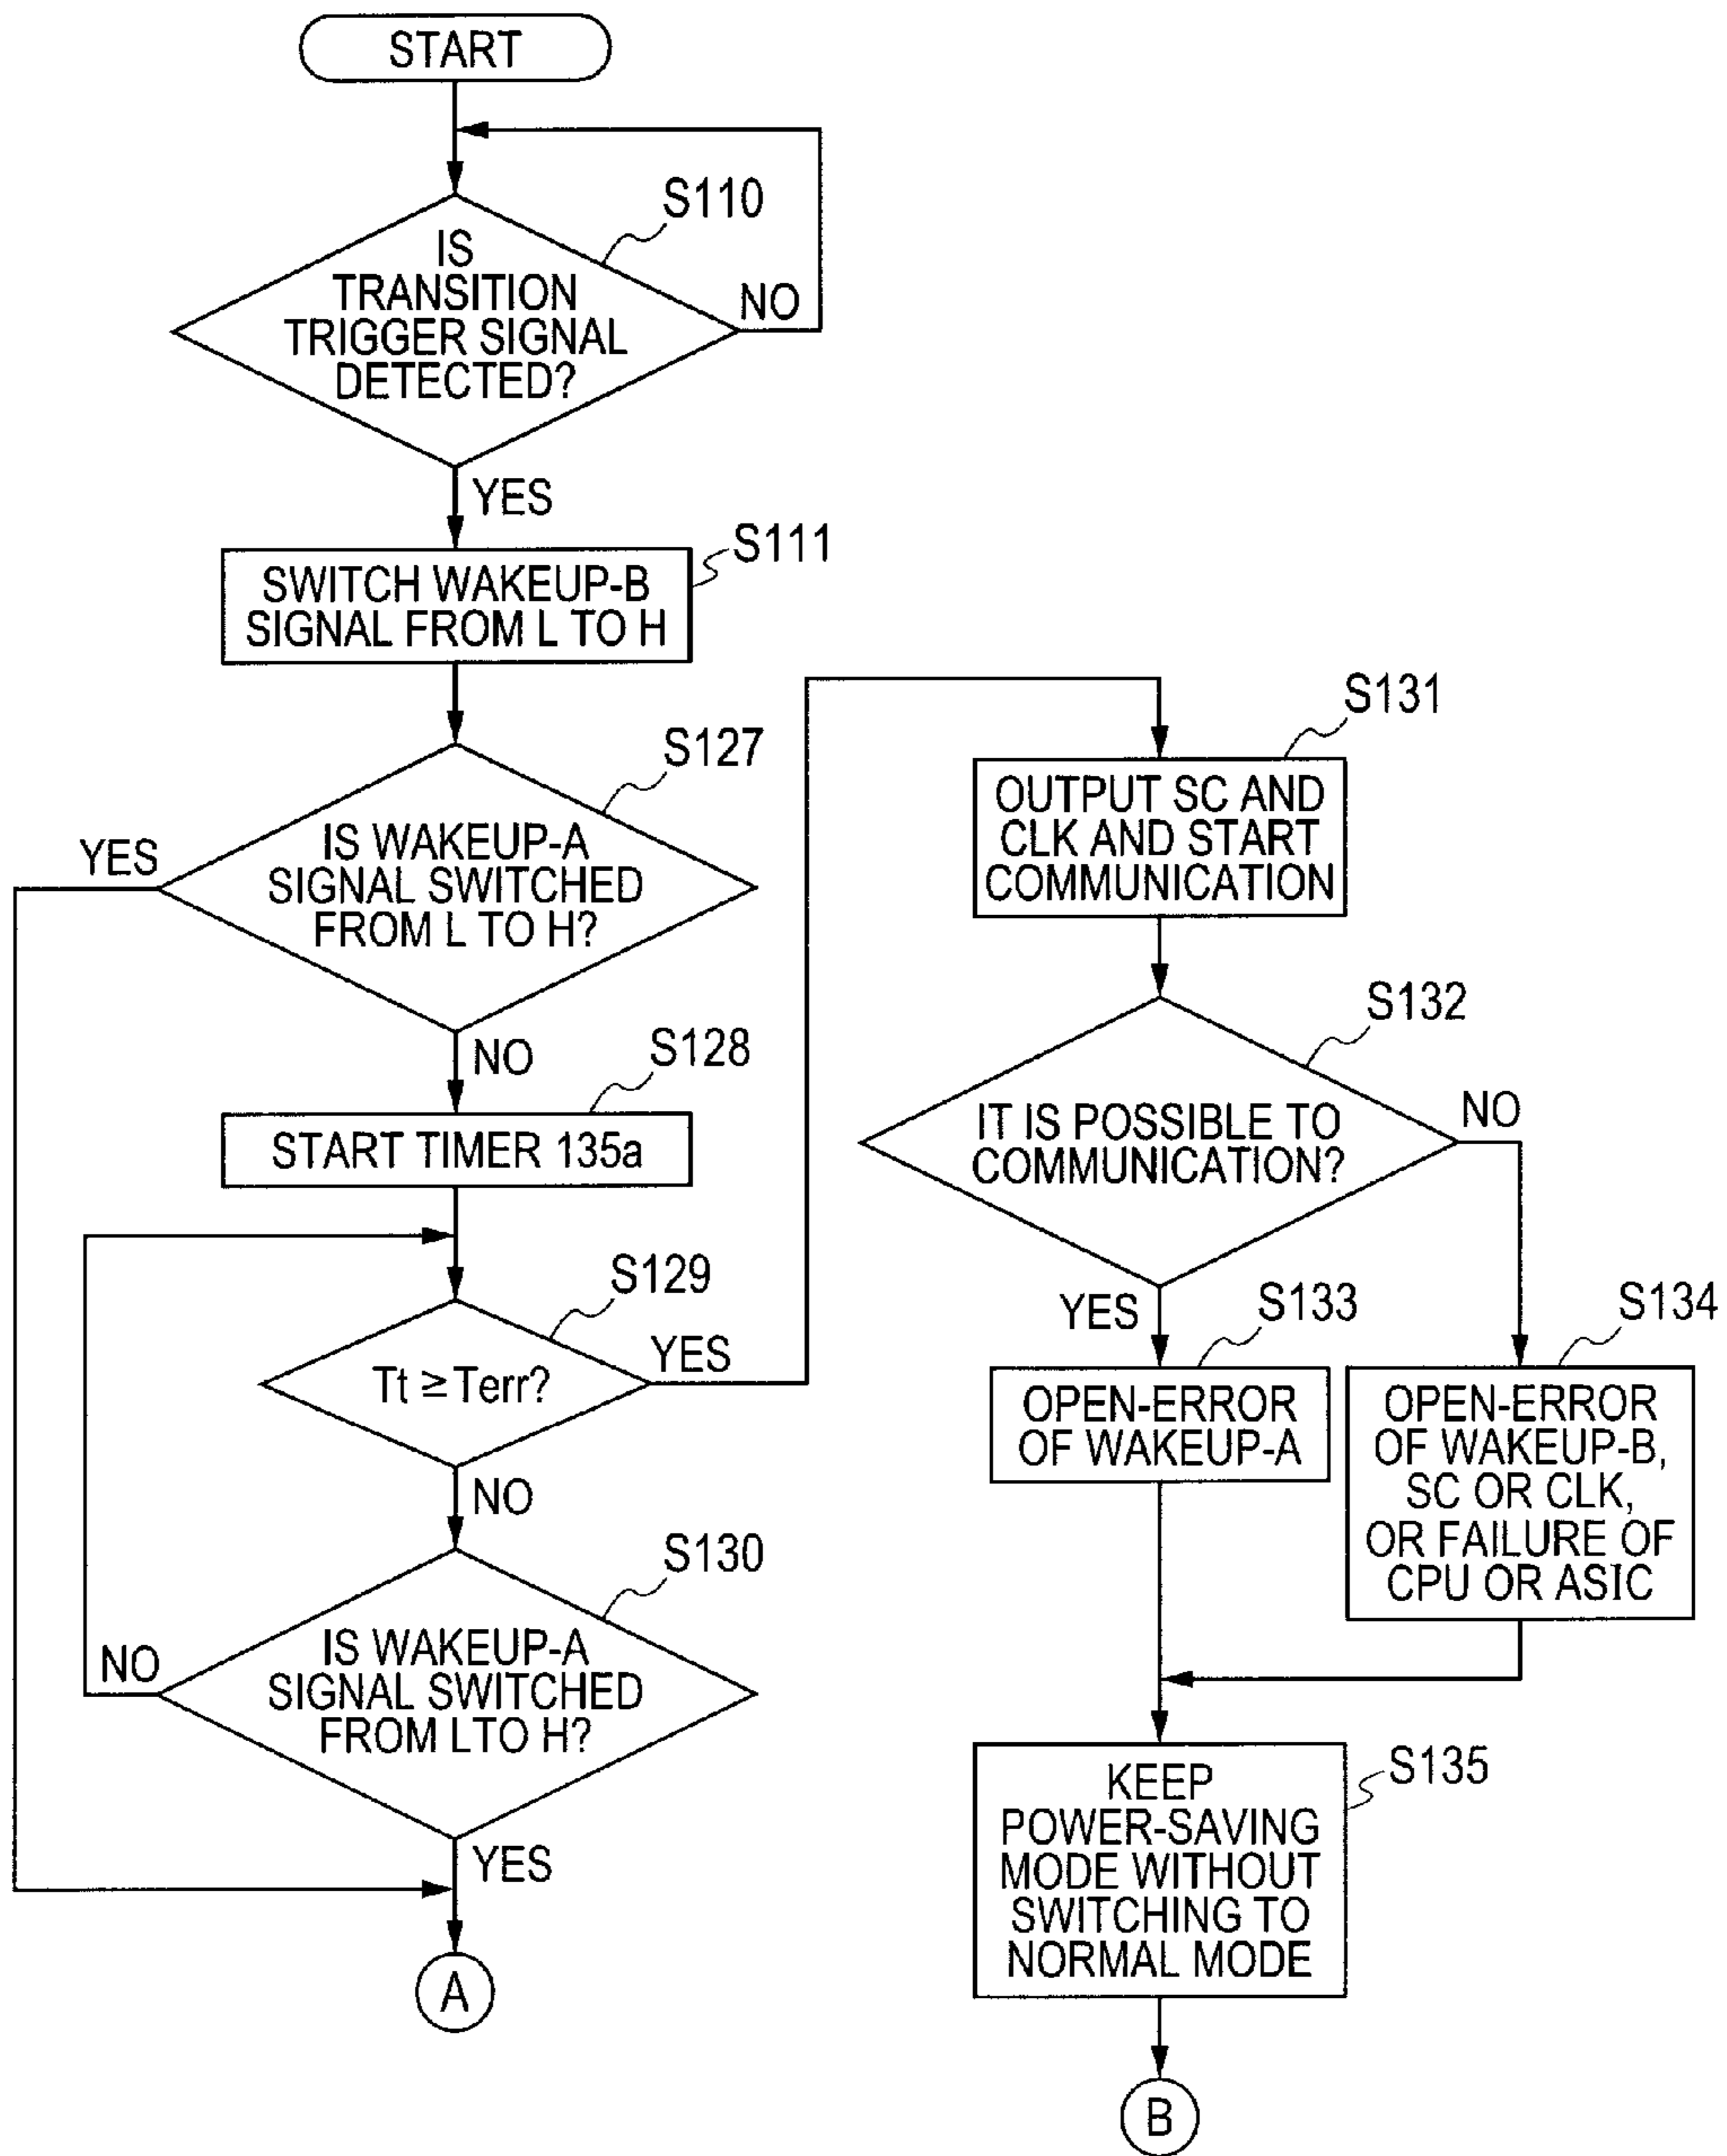 START
S110
IS
TRANSITION
TRIGGER SIGNAL
DETECTED?
NO
YES
S111
SWITCH WAKEUP-B
SIGNAL FROM L TO H
S127
IS WAKEUP-A
SIGNAL SWITCHED
FROM L TO H?
YES
NO
S128
START TIMER 135a
S129
Tt ≥ Terr?
YES
NO
S130
IS WAKEUP-A
SIGNAL SWITCHED
FROM LTO H?
NO
YES
A
S131
OUTPUT SC AND
CLK AND START
COMMUNICATION
S132
IT IS POSSIBLE TO
COMMUNICATION?
NO
YES
S133
OPEN-ERROR
OF WAKEUP-A
S134
OPEN-ERROR
OF WAKEUP-B,
SC OR CLK,
OR FAILURE OF
CPU OR ASIC
S135
KEEP
POWER-SAVING
MODE WITHOUT
SWITCHING TO
NORMAL MODE
B